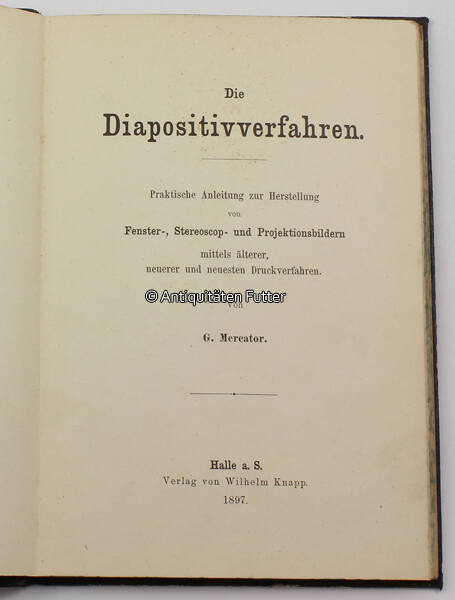 Die
Diapositivverfahren.
Praktische Anleitung zur Herstellung
von
Fenster-, Stereoscop- und Projektionsbildern
mittels älterer,
neuerer und neuesten Druckverfahren.
© Antiquitäten Futter
von
G. Mercator.
Halle a. S.
Verlag von Wilhelm Knapp.
1897.